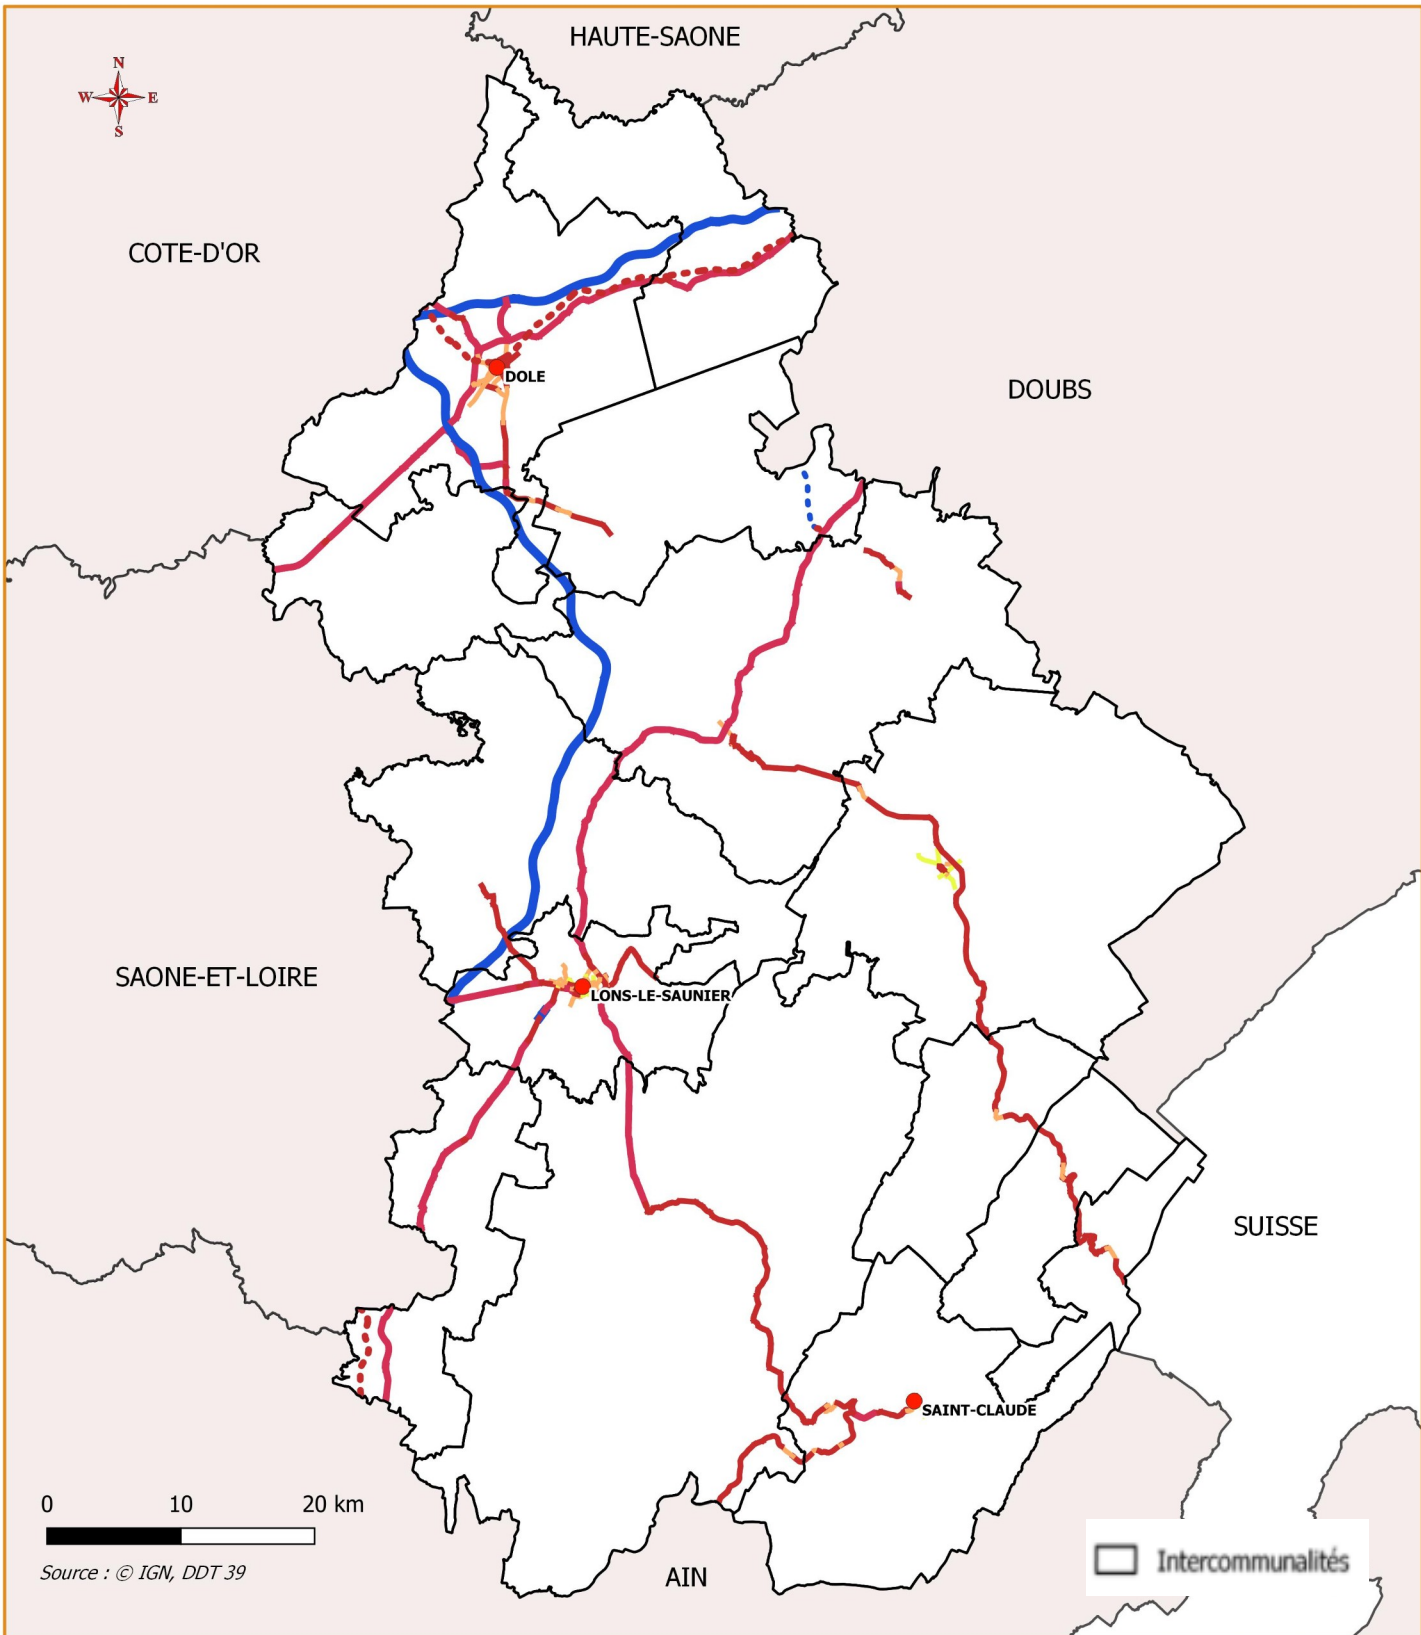 HAUTE-SAONE
N
W E
S
COTE-D'OR
DOLE
DOUBS
SAONE-ET-LOIRE
LONS-LE-SAUNIER
SUISSE
SAINT-CLAUDE
0 10 20 km
Source : © IGN, DDT 39
AIN
Intercommunalités